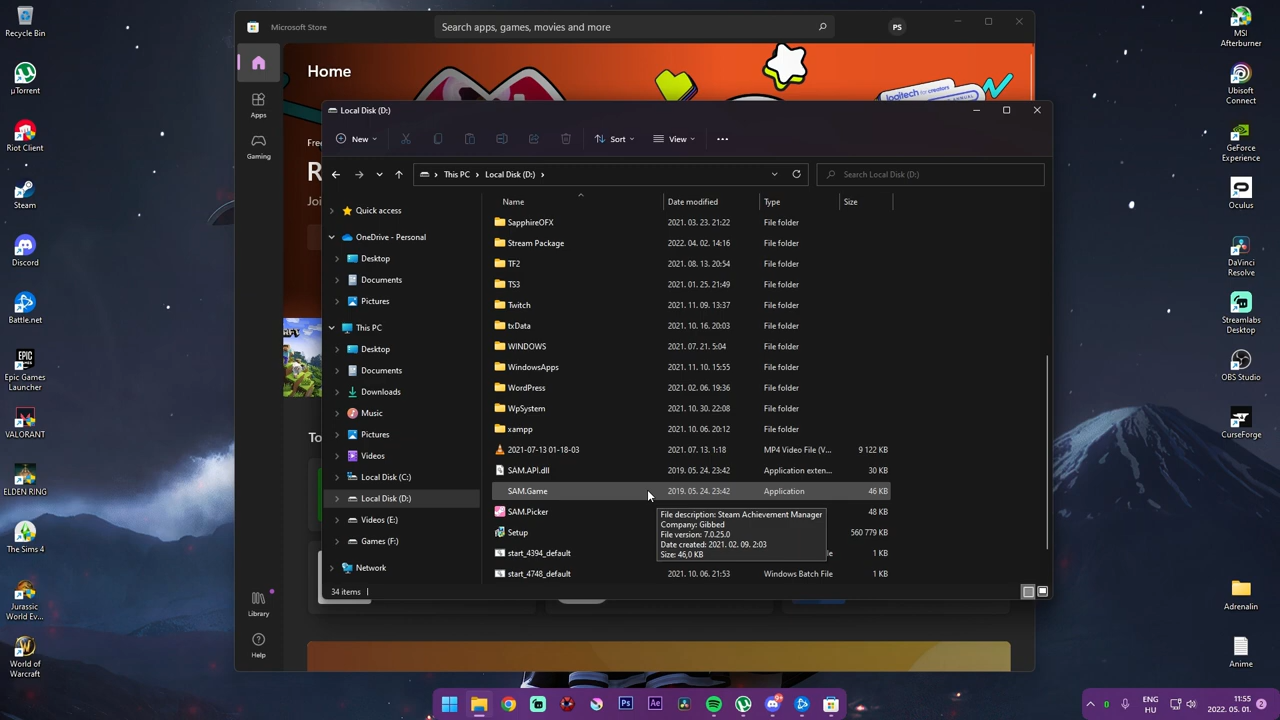 Recycle Bin
µTorrent
Riot Client
Steam
Discord
Battle.net
Epic Games
Launcher
VALORANT
ELDEN RING
The Sims 4
Jurassic
World Ev...
World of
Warcraft
Microsoft Store
Search apps, games, movies and more
PS
Home
Apps
Gaming
Library
Help
logitech for creators
Local Disk (D:)
New
Sort
View
This PC
Local Disk (D:)
Search Local Disk (D:)
Quick access
OneDrive - Personal
Desktop
Documents
Pictures
This PC
Desktop
Documents
Downloads
Music
Pictures
Videos
Local Disk (C:)
Local Disk (D:)
Videos (E:)
Games (F:)
Network
Name Date modified Type Size
SapphireOFX 2021. 03. 23. 21:22 File folder
Stream Package 2022. 04. 02. 14:16 File folder
TF2 2021. 08. 13. 20:54 File folder
TS3 2021. 01. 25. 21:49 File folder
Twitch 2021. 11. 09. 13:37 File folder
txData 2021. 10. 16. 20:03 File folder
WINDOWS 2021. 07. 21. 5:04 File folder
WindowsApps 2021. 11. 10. 15:55 File folder
WordPress 2021. 02. 06. 19:36 File folder
WpSystem 2021. 10. 30. 22:08 File folder
xampp 2021. 10. 06. 20:12 File folder
2021-07-13 01-18-03 2021. 07. 13. 1:18 MP4 Video File (V... 9 122 KB
SAM.API.dll 2019. 05. 24. 23:42 Application exten... 30 KB
SAM.Game 2019. 05. 24. 23:42 Application 46 KB
SAM.Picker 48 KB
Setup 560 779 KB
start_4394_default 1 KB
start_4748_default 2021. 10. 06. 21:53 Windows Batch File 1 KB
File description: Steam Achievement Manager
Company: Gibbed
File version: 7.0.25.0
Date created: 2021. 02. 09. 2:03
Size: 46,0 KB
34 items
MSI
Afterburner
Ubisoft
Connect
GeForce
Experience
Oculus
DaVinci
Resolve
Streamlabs
Desktop
OBS Studio
CurseForge
Adrenalin
Anime
Ps
Ae
ENG
HU
11:55
2022. 05. 01.
2